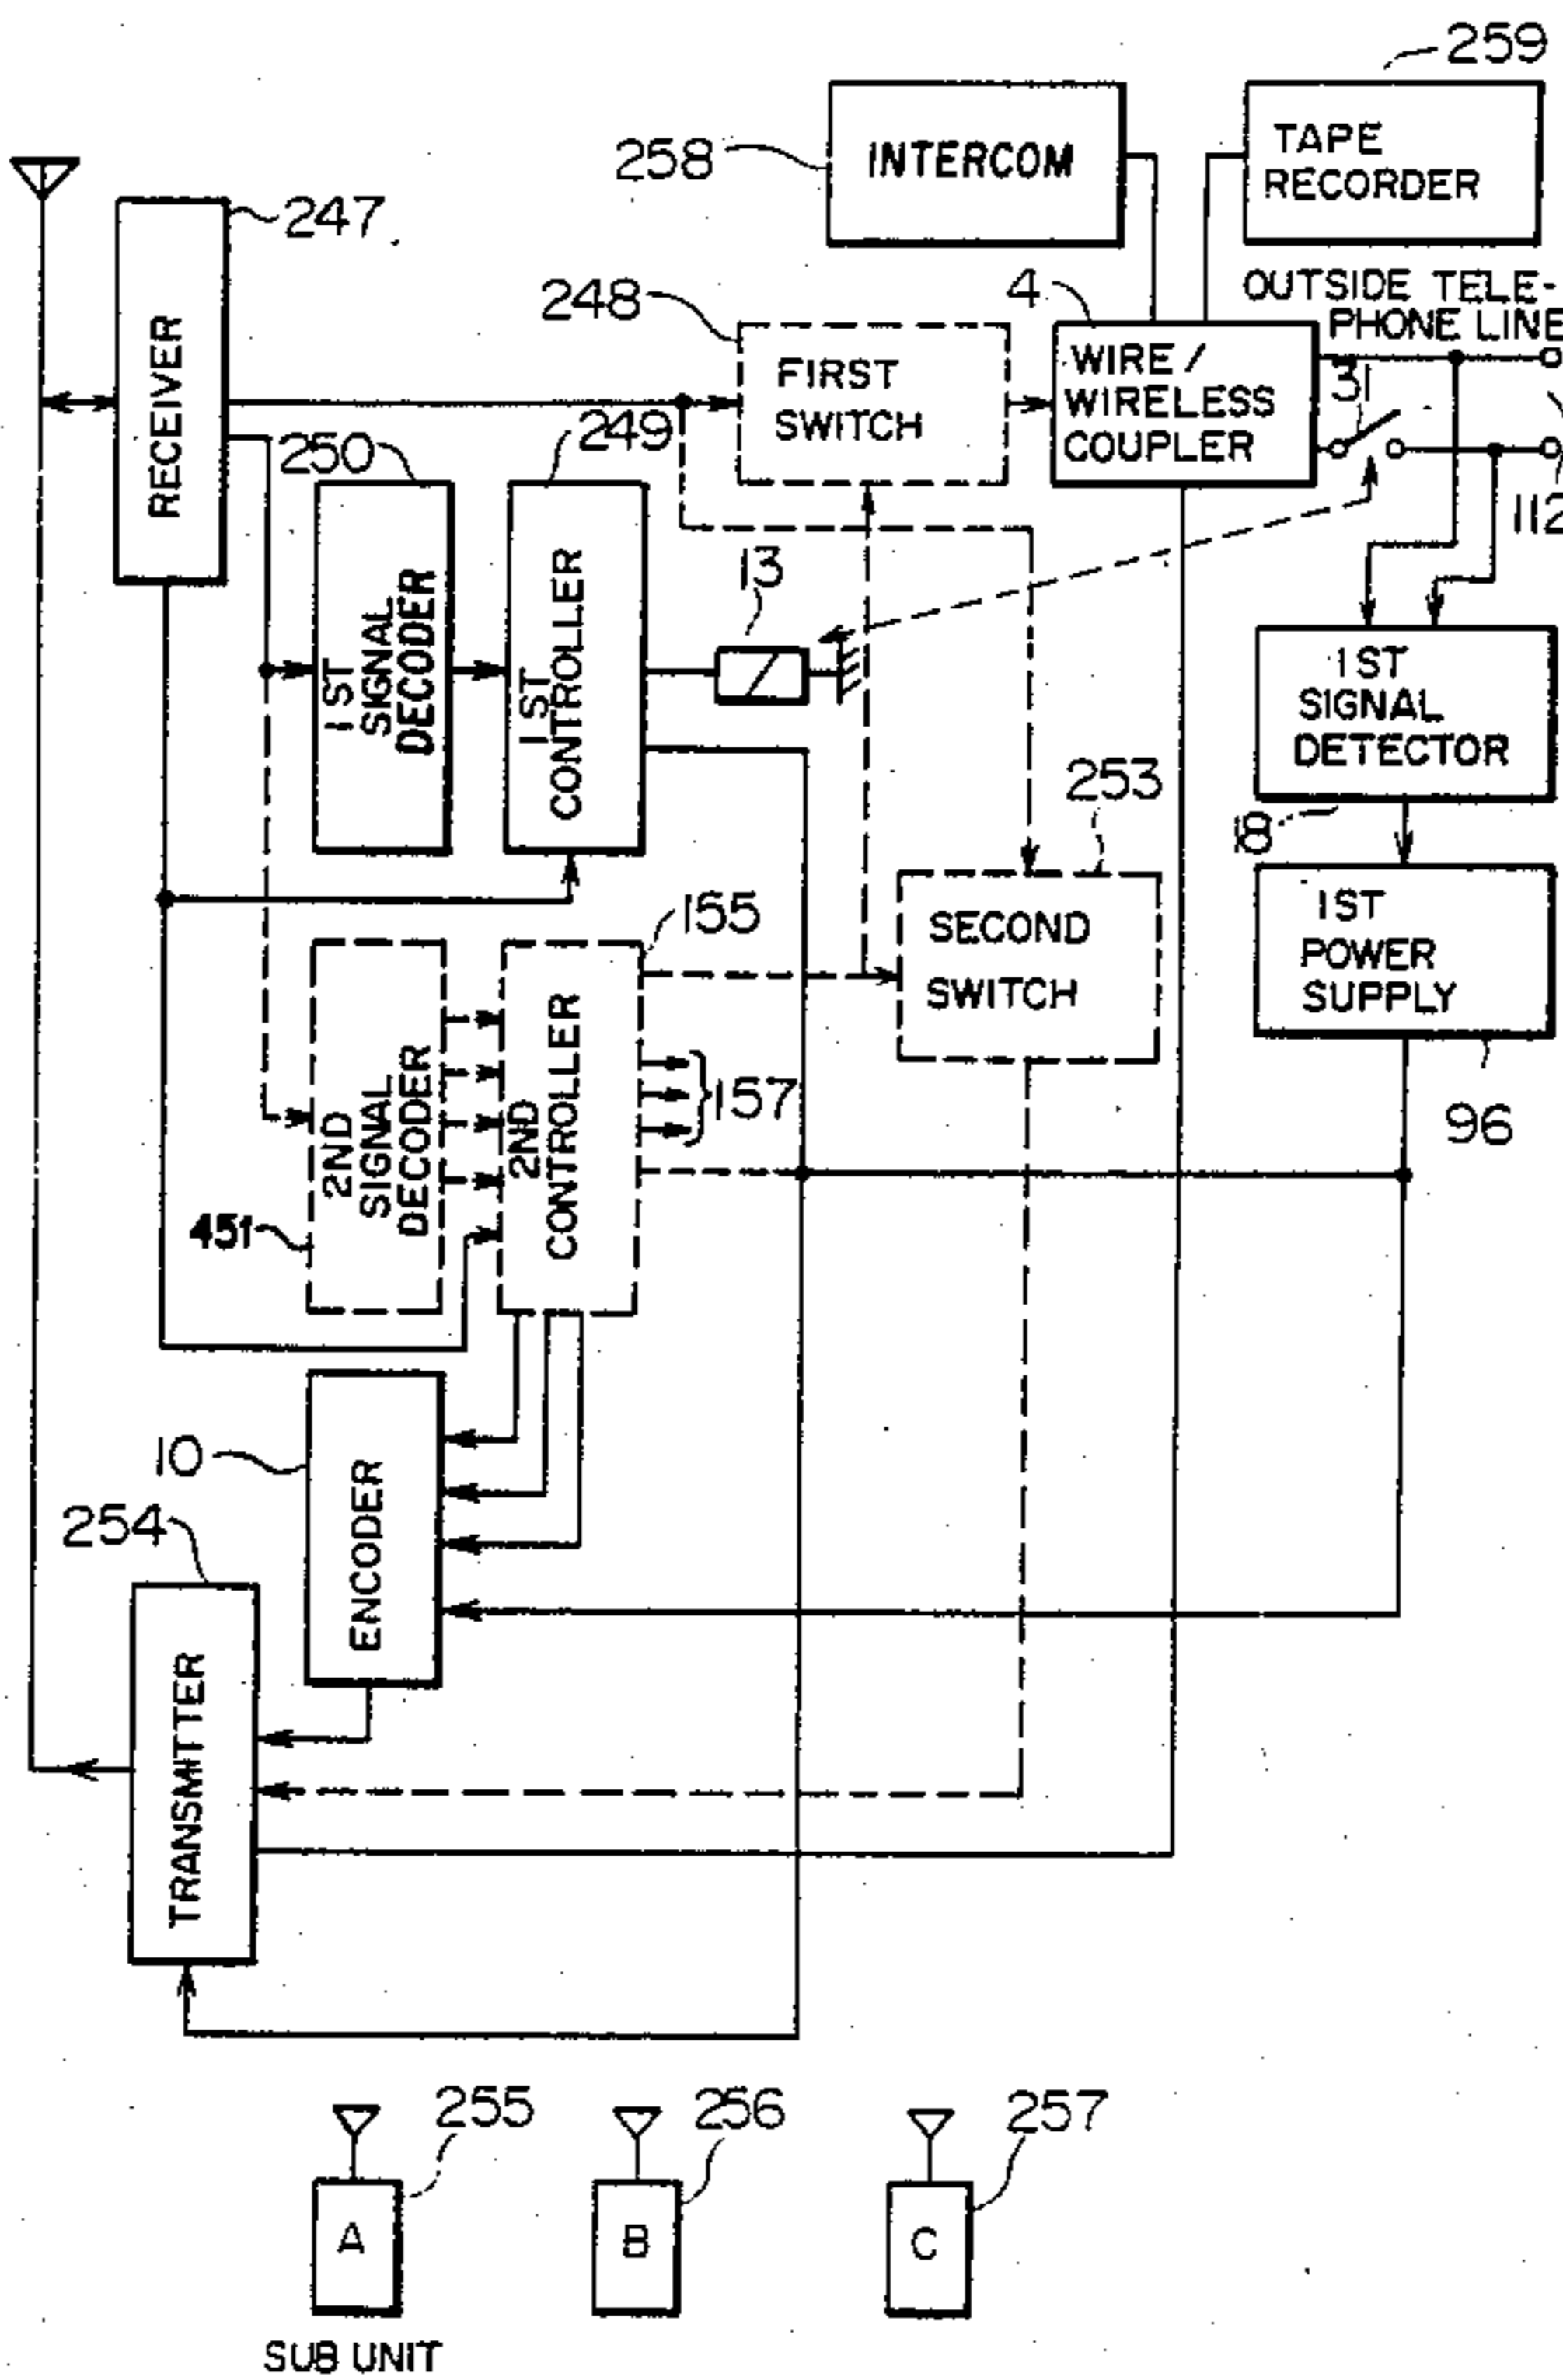 259
258
INTERCOM
TAPE
RECORDER
247
248
4
OUTSIDE TELE-
PHONE LINE
RECEIVER
FIRST
SWITCH
WIRE/
WIRELESS
COUPLER
31
112
250
249
1ST
SIGNAL
DECODER
1ST
CONTROLLER
13
1ST
SIGNAL
DETECTOR
253
8
155
SECOND
SWITCH
1ST
POWER
SUPPLY
2ND
SIGNAL
DECODER
2ND
CONTROLLER
157
96
451
10
ENCODER
254
TRANSMITTER
255
256
257
A
B
C
SUB UNIT